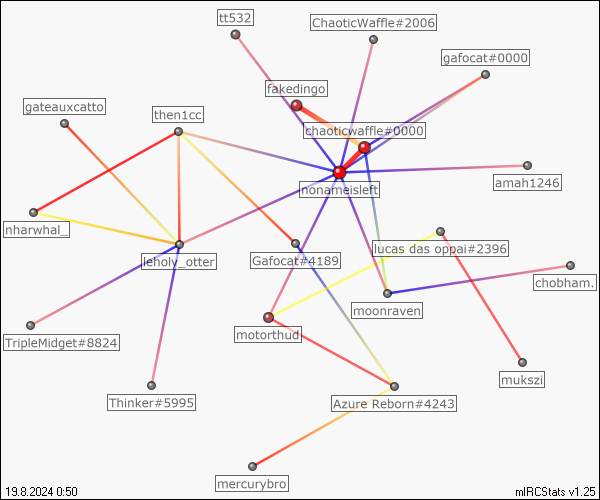 tt532
ChaoticWaffle#2006
gafocat#0000
fakedingo
gateauxcatto
then1cc
chaoticwaffle#0000
nonameisleft
amah1246
nharwhal_
lucas das oppai#2396
leholy_otter
Gafocat#4189
chobham.
moonraven
motorthud
TripleMidget#8824
mukszi
Thinker#5995
Azure Reborn#4243
mercurybro
19.8.2024 0:50
mIRCStats v1.25